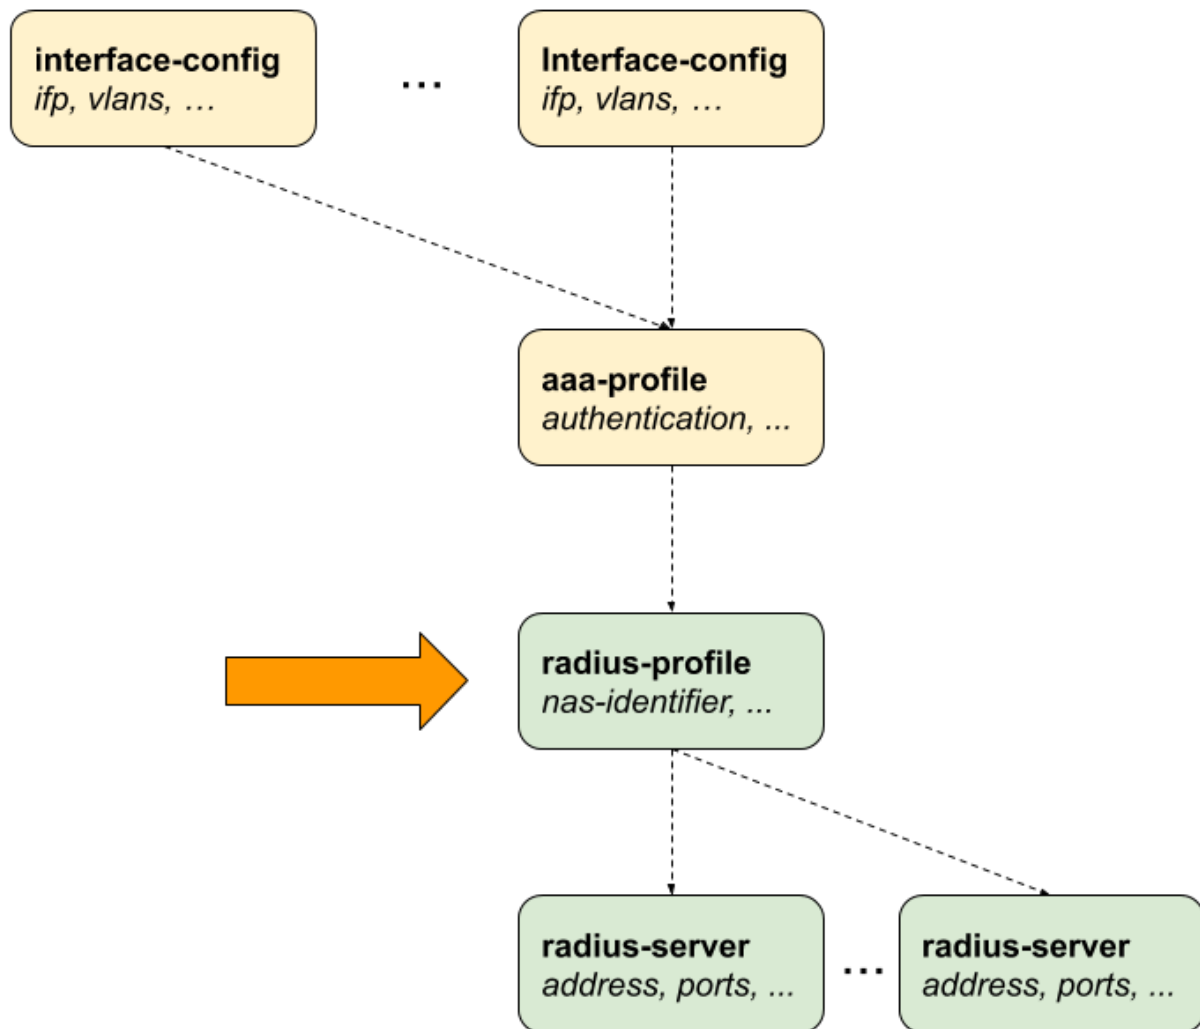 interface-config
ifp, vlans, …
...
Interface-config
ifp, vlans, …
aaa-profile
authentication, ...
radius-profile
nas-identifier, ...
radius-server
address, ports, ...
...
radius-server
address, ports, ...